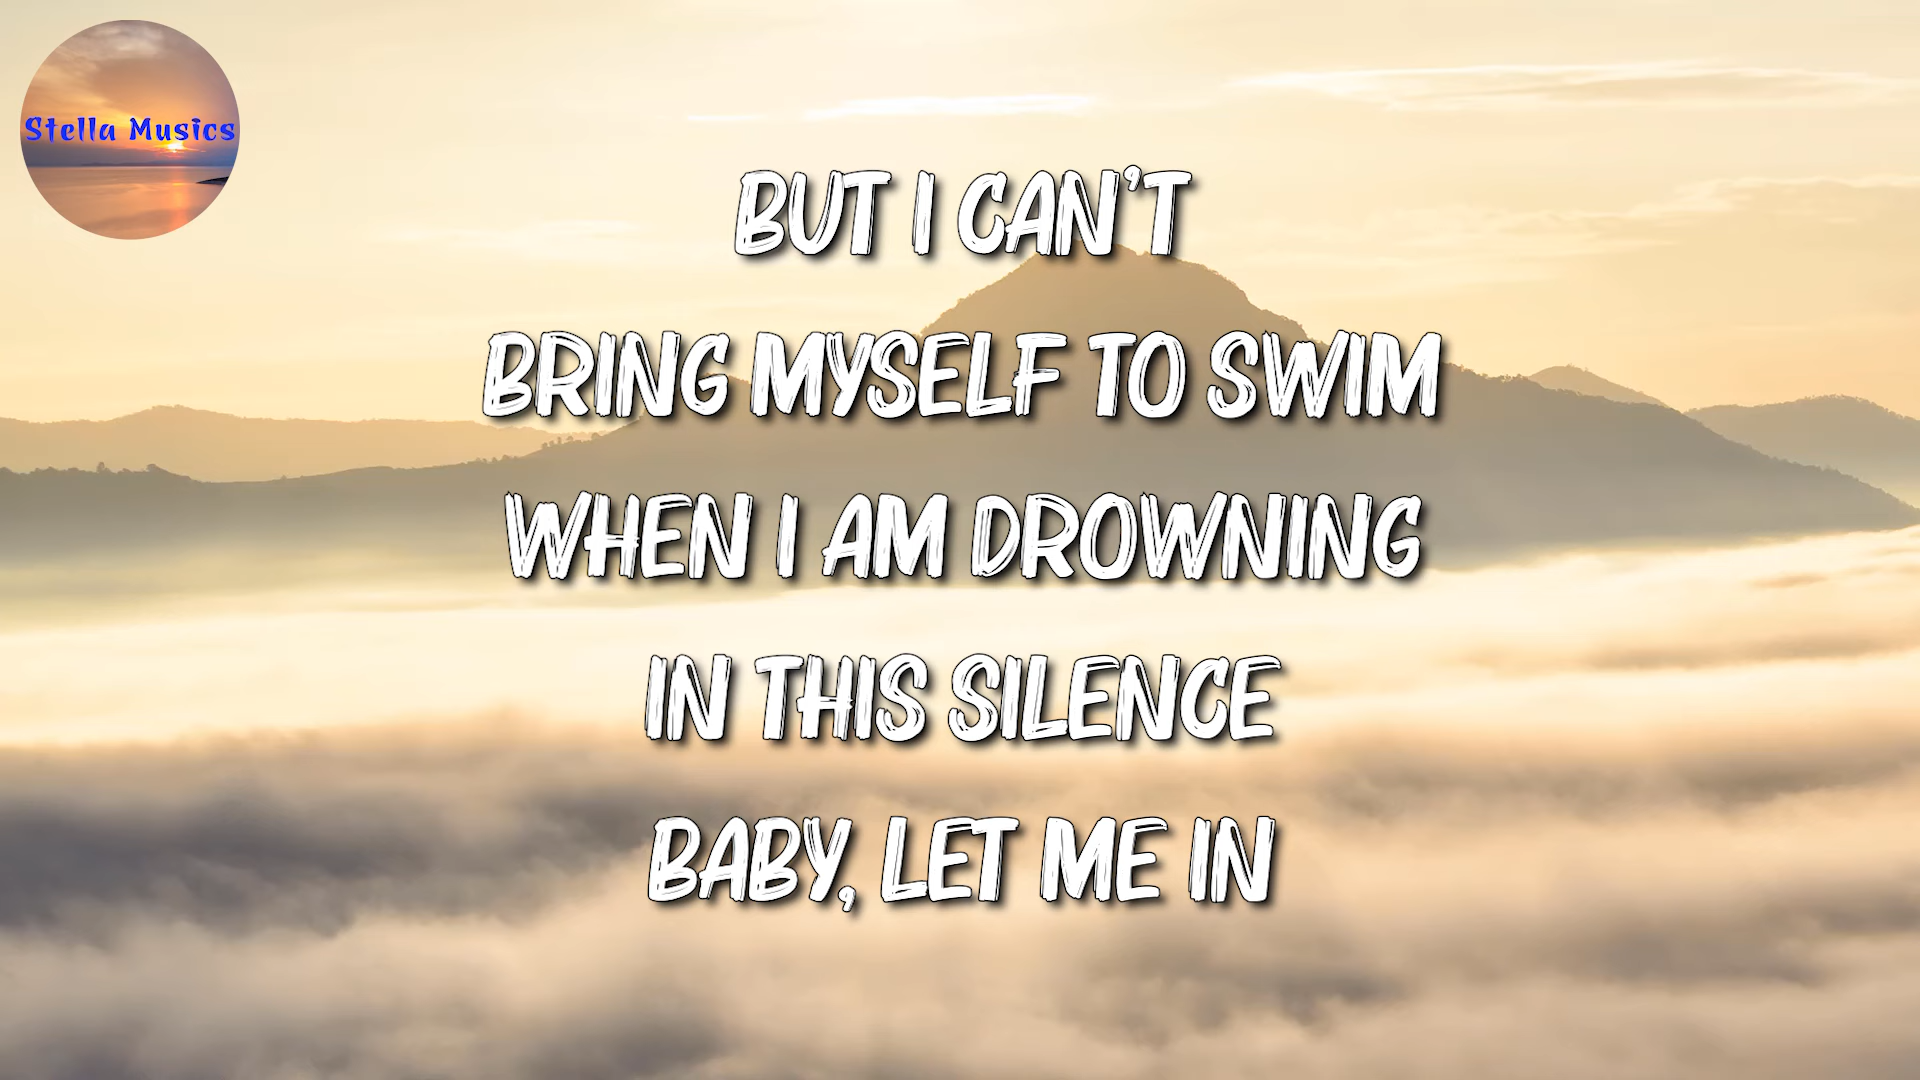 Stella Musics
BUT I CAN'T
BRING MYSELF TO SWIM
WHEN I AM DROWNING
IN THIS SILENCE
BABY, LET ME IN